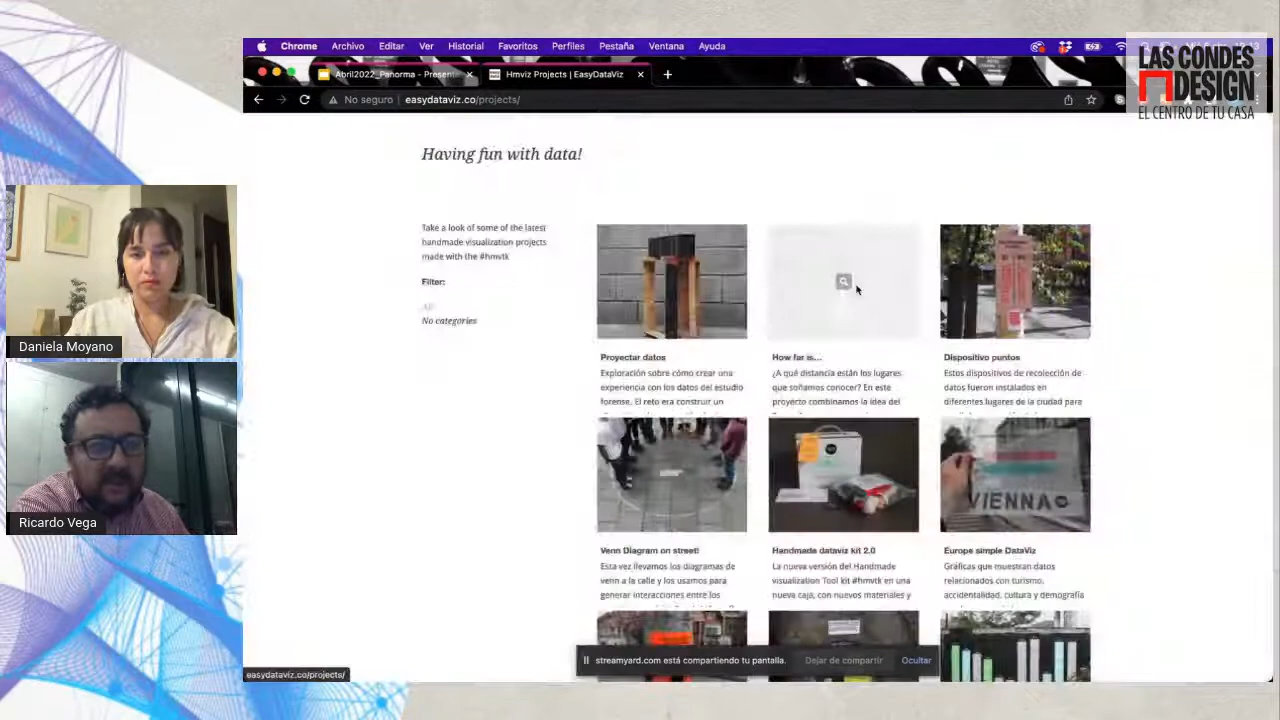 Chrome Archivo Editar Ver Historial Favoritos Perfiles Pestaña Ventana Ayuda
Abril2022_Panorma - Present
Hmviz Projects | EasyDataViz
No seguro easydataviz.co/projects/
LAS CONDES
DESIGN
EL CENTRO DE TU CASA
Having fun with data!
Take a look of some of the latest
handmade visualization projects
made with the #hmvtk
Filter:
All
No categories
Proyectar datos
Exploración sobre cómo crear una
experiencia con los datos del estudio
forense. El reto era construir un
How far is...
¿A qué distancia están los lugares
que soñamos conocer? En este
proyecto combinamos la idea del
Dispositivo puntos
Estos dispositivos de recolección de
datos fueron instalados en
diferentes lugares de la ciudad para
VIENNA
Venn Diagram on street!
Esta vez llevamos los diagramas de
venn a la calle y los usamos para
generar interacciones entre los
Handmade dataviz kit 2.0
La nueva versión del Handmade
visualization Tool kit #hmvtk en una
nueva caja, con nuevos materiales y
Europe simple DataViz
Gráficas que muestran datos
relacionados con turismo,
accidentalidad, cultura y demografía
Daniela Moyano
Ricardo Vega
streamyard.com está compartiendo tu pantalla. Dejar de compartir Ocultar
easydataviz.co/projects/